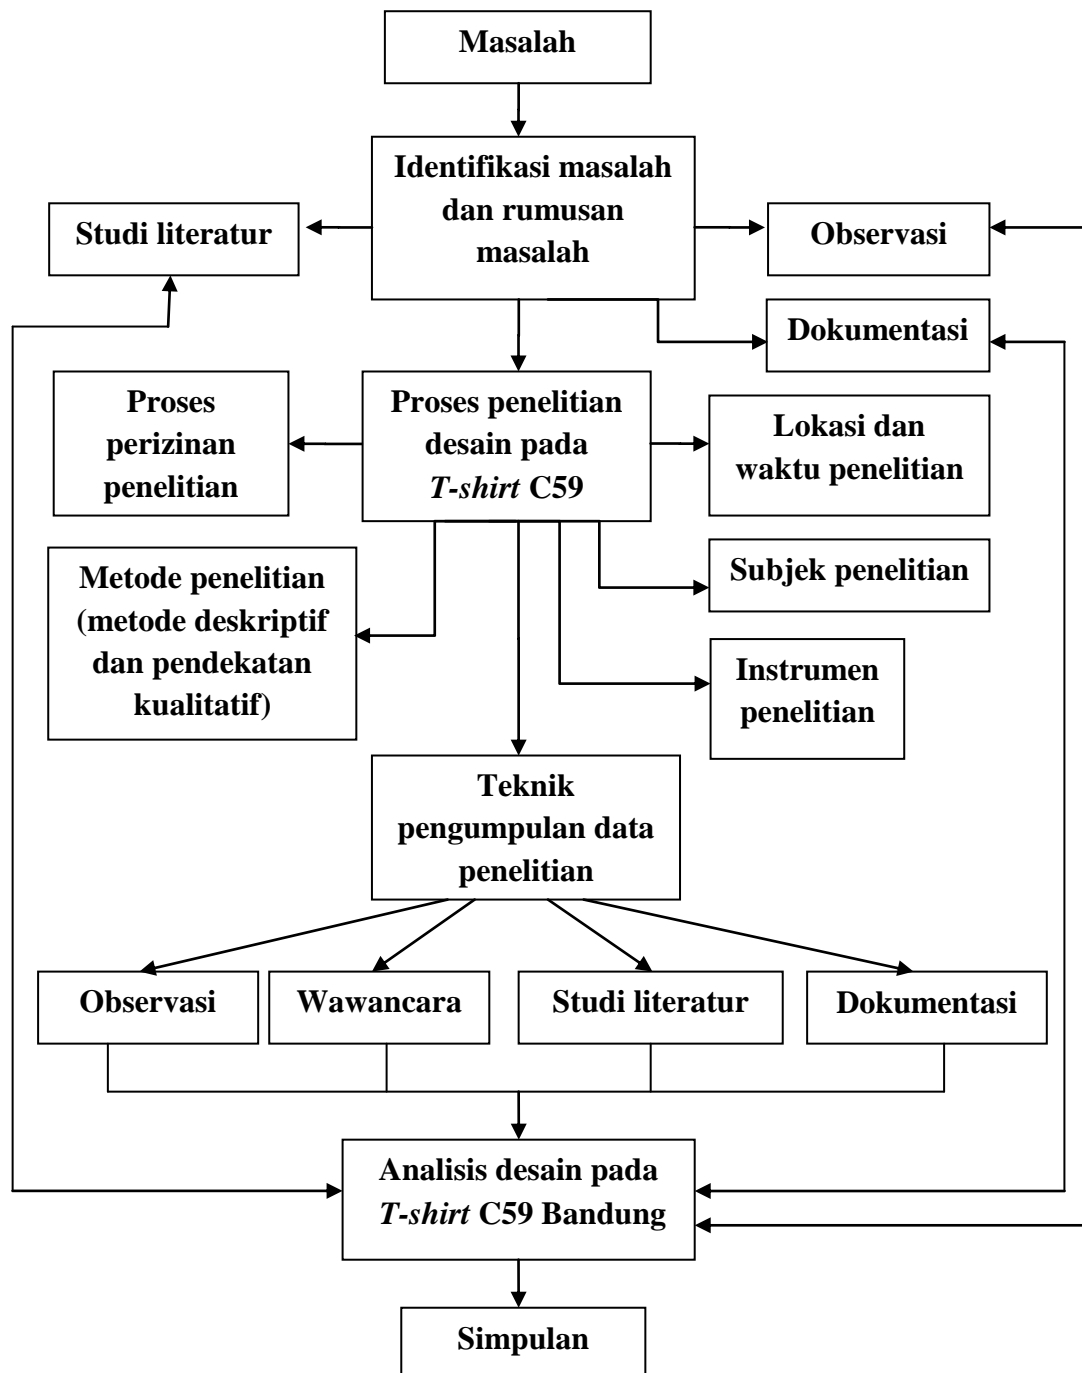 Masalah
Identifikasi masalah
dan rumusan
masalah
Studi literatur
Observasi
Dokumentasi
Proses
perizinan
penelitian
Proses penelitian
desain pada
T-shirt C59
Lokasi dan
waktu penelitian
Metode penelitian
(metode deskriptif
dan pendekatan
kualitatif)
Subjek penelitian
Instrumen
penelitian
Teknik
pengumpulan data
penelitian
Observasi
Wawancara
Studi literatur
Dokumentasi
Analisis desain pada
T-shirt C59 Bandung
Simpulan